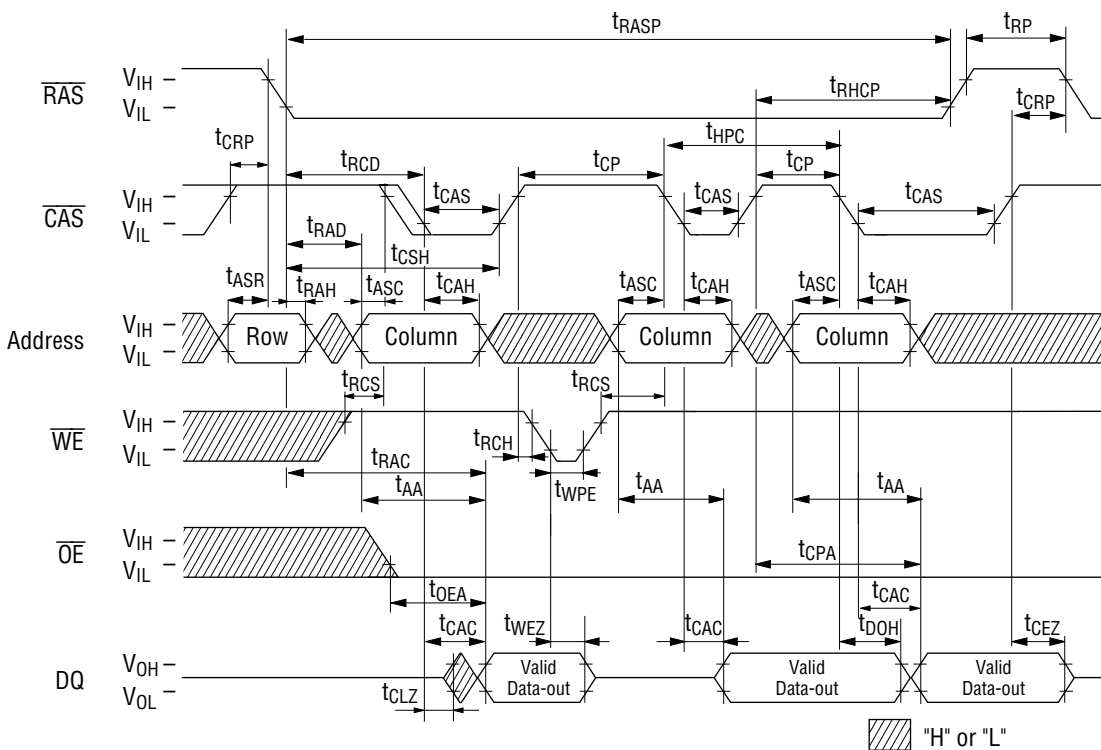 tRASP
tRP
RAS
VIH
VIL
tRHCP
tCRP
tCRP
tRCD
tCP
tHPC
tCP
CAS
VIH
VIL
tCAS
tCAS
tCAS
tRAD
tCSH
tASR
tRAH
tASC
tCAH
tASC
tCAH
tASC
tCAH
Address
VIH
VIL
Row
Column
Column
Column
tRCS
tRCS
WE
VIH
VIL
tRCH
tWPE
tRAC
tAA
tAA
tAA
OE
VIH
VIL
tCPA
tOEA
tCAC
tCAC
tWEZ
tCAC
tDOH
tCEZ
DQ
VOH
VOL
Valid
Data-out
Valid
Data-out
Valid
Data-out
tCLZ
"H" or "L"